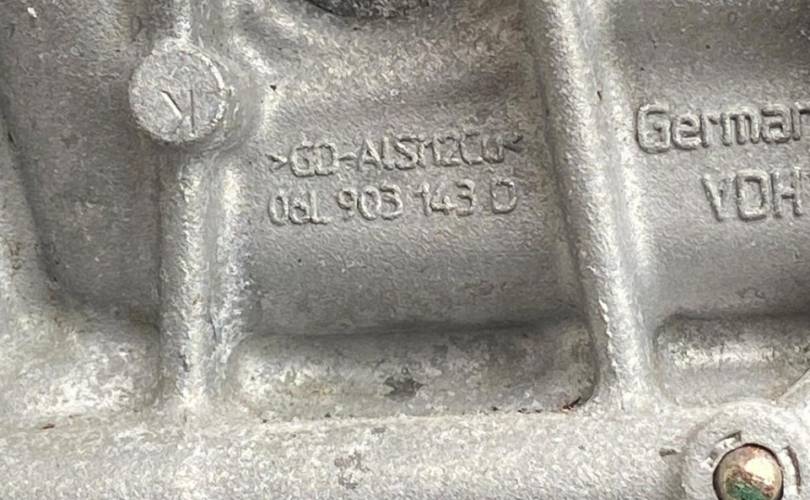 K
>GD-AlSi12Cu<
06L 903 143 D
German
VDH